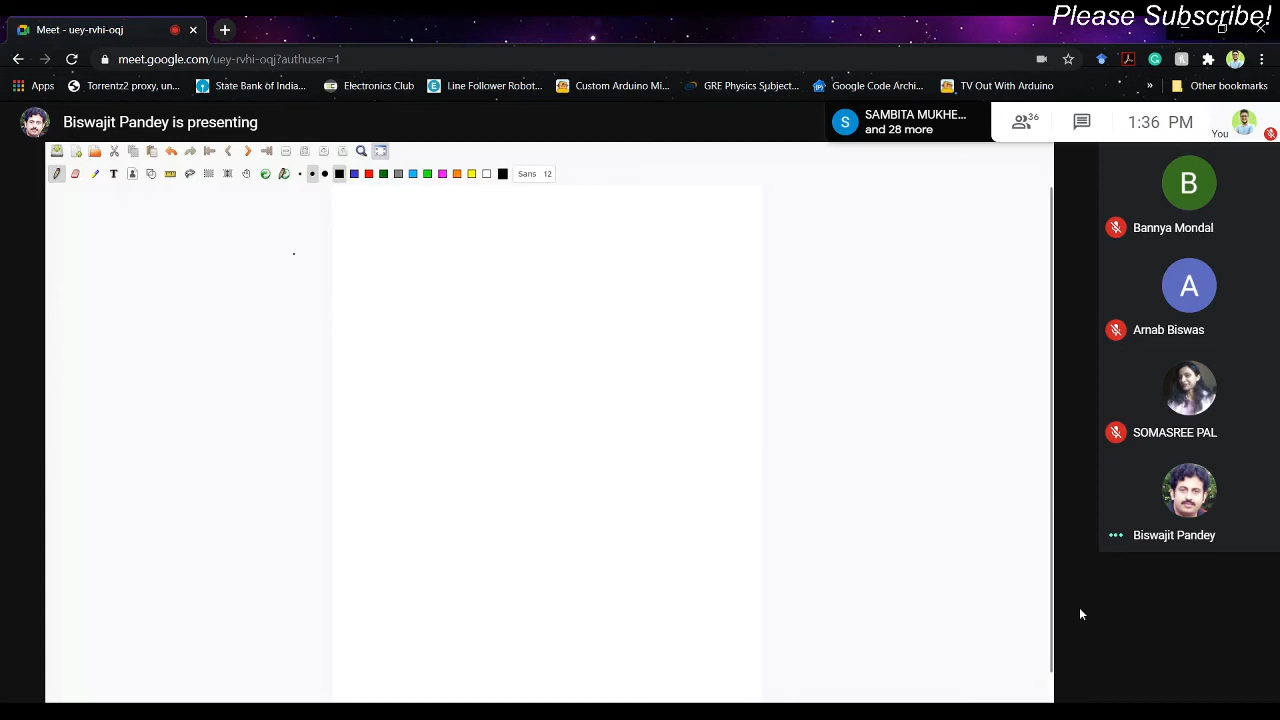 Please Subscribe!
Meet - uey-rvhi-oqj
meet.google.com/uey-rvhi-oqj?authuser=1
Apps
Torrentz2 proxy, un...
State Bank of India...
Electronics Club
Line Follower Robot...
Custom Arduino Mi...
GRE Physics Subject...
Google Code Archi...
TV Out With Arduino
»
Other bookmarks
Biswajit Pandey is presenting
S
SAMBITA MUKHE...
and 28 more
36
1:36 PM
You
T
Sans 12
B
Bannya Mondal
A
Arnab Biswas
SOMASREE PAL
Biswajit Pandey